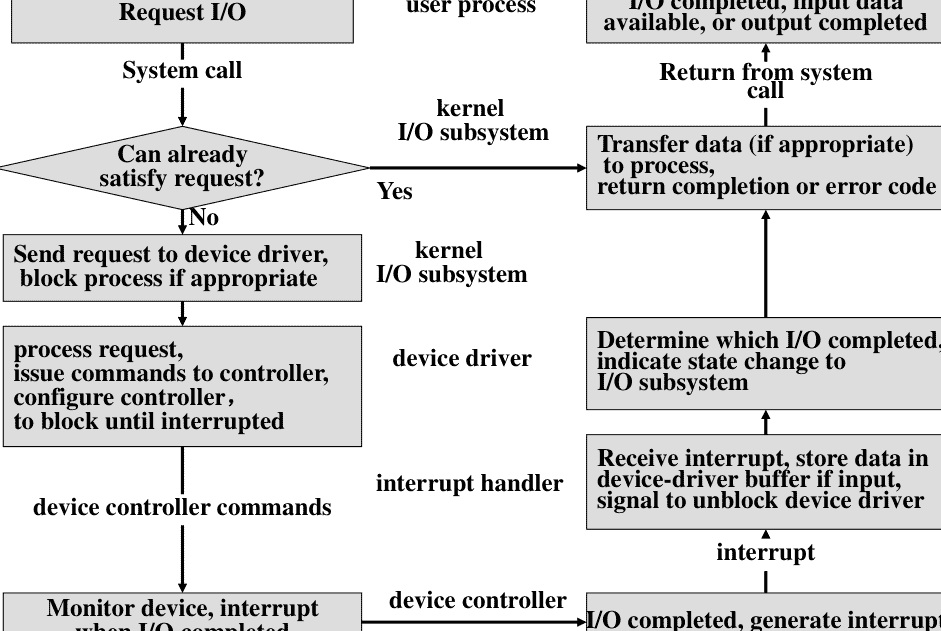 Request I/O
user process
I/O completed, input data
available, or output completed
System call
Return from system
call
kernel
I/O subsystem
Can already
satisfy request?
Transfer data (if appropriate)
to process,
return completion or error code
Yes
No
Send request to device driver,
block process if appropriate
kernel
I/O subsystem
process request,
issue commands to controller,
configure controller,
to block until interrupted
device driver
Determine which I/O completed,
indicate state change to
I/O subsystem
Receive interrupt, store data in
device-driver buffer if input,
signal to unblock device driver
interrupt handler
device controller commands
interrupt
Monitor device, interrupt
when I/O completed
device controller
I/O completed, generate interrupt